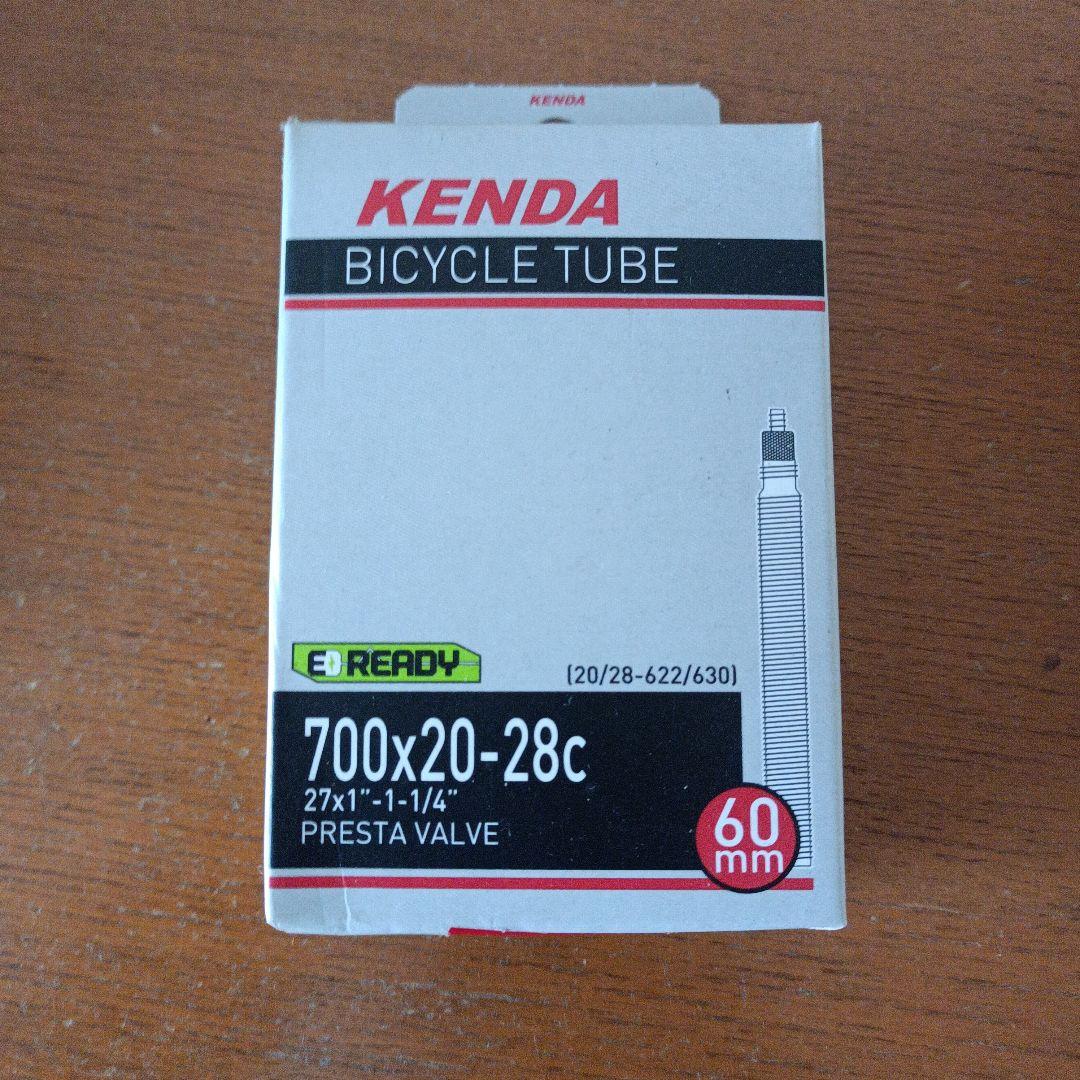 KENDA
KENDA
BICYCLE TUBE
E READY
(20/28-622/630)
700x20-28c
27x1"-1-1/4"
PRESTA VALVE
60
mm